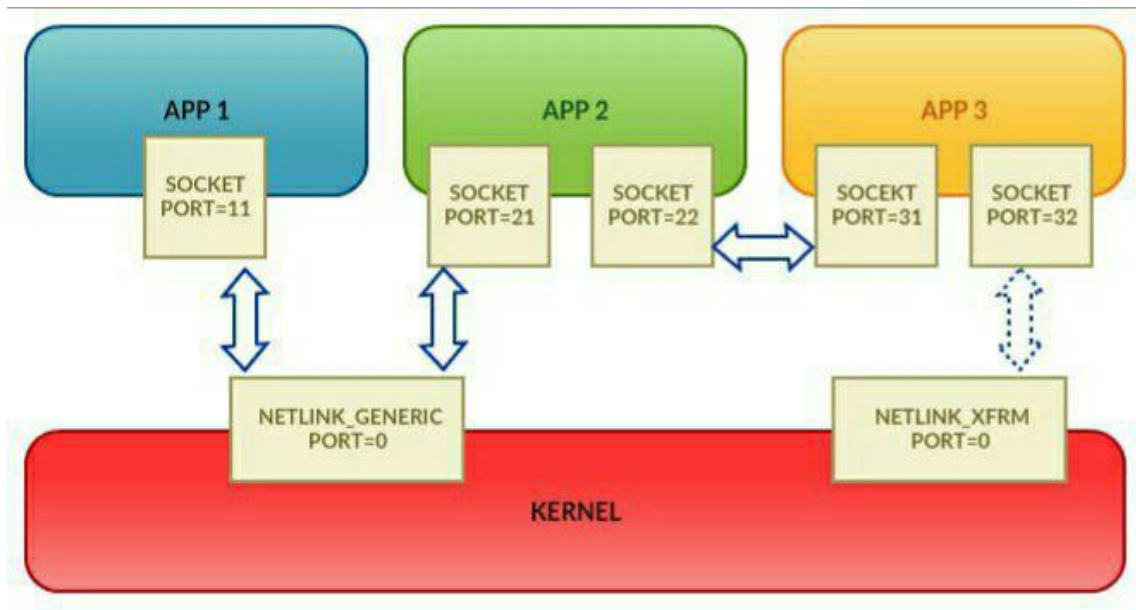 APP 1
APP 2
APP 3
SOCKET
PORT=11
SOCKET
PORT=21
SOCKET
PORT=22
SOCEKT
PORT=31
SOCKET
PORT=32
NETLINK_GENERIC
PORT=0
NETLINK_XFRM
PORT=0
KERNEL